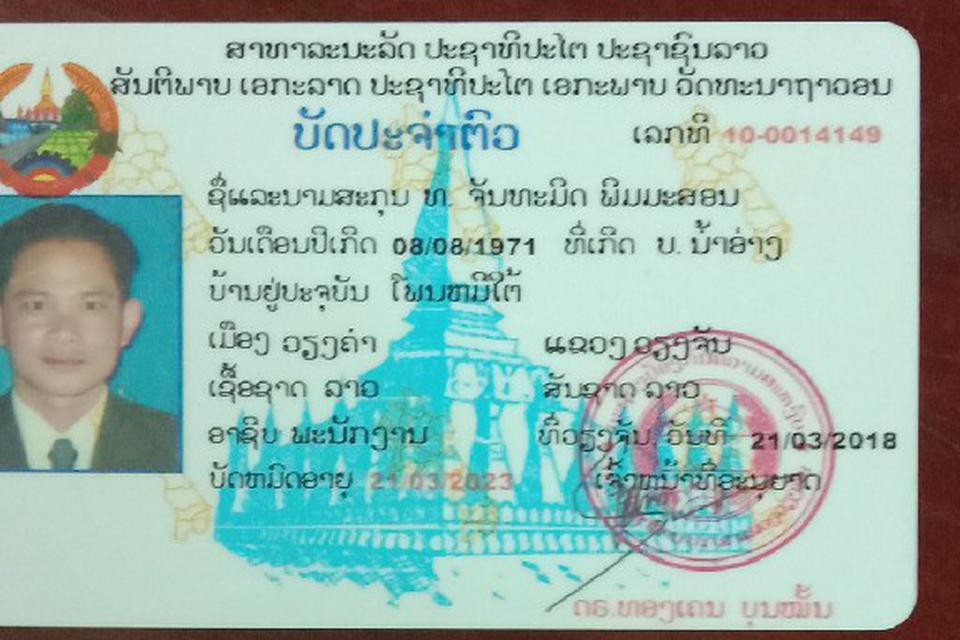 ສາທາລະນະລັດ ປະຊາທິປະໄຕ ປະຊາຊົນລາວ
ສັນຕິພາບ ເອກະລາດ ປະຊາທິປະໄຕ ເອກະພາບ ວັດທະນາຖາວອນ
ບັດປະຈຳຕົວ ເລກທີ 10-0014149
ຊື່ແລະນາມສະກຸນ ທ. ຈັນທະມິດ ພິມມະສອນ
ວັນເດືອນປີເກີດ 08/08/1971 ທີ່ເກີດ ບ. ນ້ຳອ່າງ
ບ້ານຢູ່ປະຈຸບັນ ໂພນຫມີໃຕ້
ເມືອງ ວຽງຄຳ ແຂວງ ວຽງຈັນ
ເຊື້ອຊາດ ລາວ ສັນຊາດ ລາວ
ອາຊີບ ພະນັກງານ ທີ່ວຽງຈັນ, ວັນທີ 21/03/2018
ບັດຫມົດອາຍຸ 21/03/2023 ເຈົ້າຫນ້າທີ່ອະນຸຍາດ
ດຣ.ທອງເຄນ ບຸນໝັ້ນ